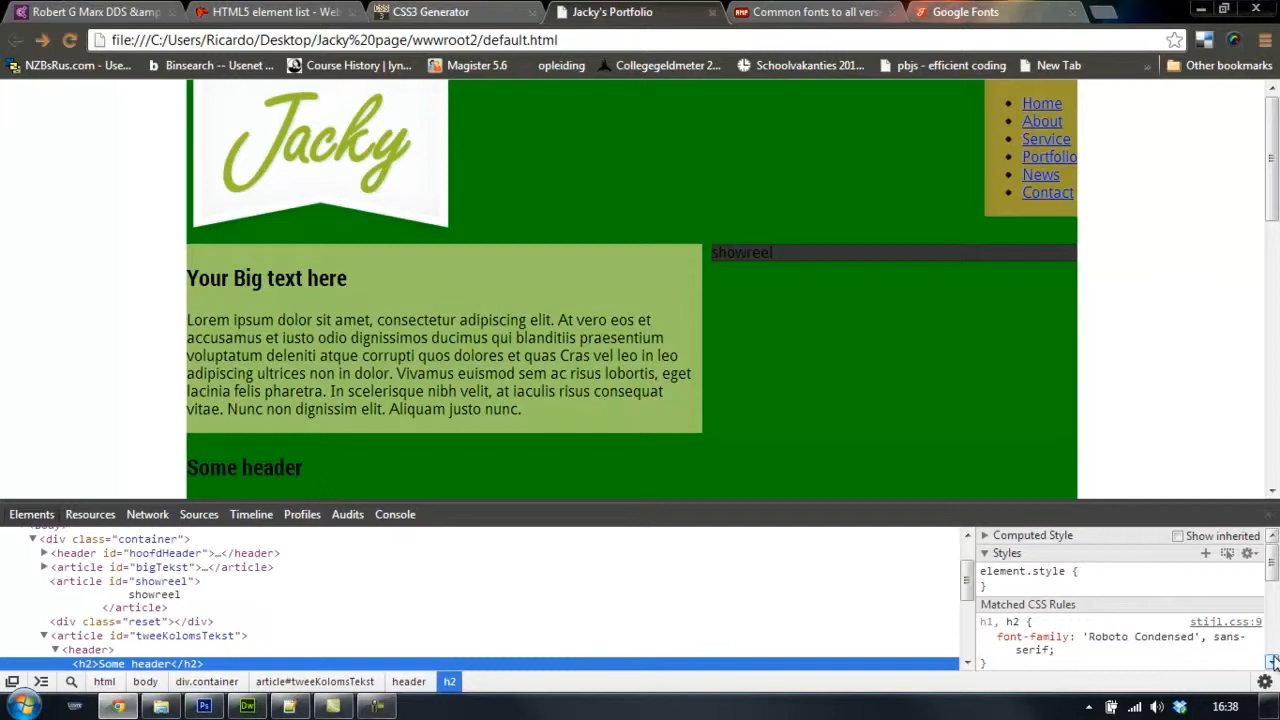 Robert G Marx DDS &amp
HTML5 element list - Web
CSS3 Generator
Jacky's Portfolio
Common fonts to all vers
Google Fonts
file:///C:/Users/Ricardo/Desktop/Jacky%20page/wwwroot2/default.html
NZBsRus.com - Use...
Binsearch -- Usenet ...
Course History | lyn...
Magister 5.6
opleiding
Collegegeldmeter 2...
Schoolvakanties 201...
pbjs - efficient coding
New Tab
»
Other bookmarks
Jacky
Home
About
Service
Portfolio
News
Contact
showreel
Your Big text here
Lorem ipsum dolor sit amet, consectetur adipiscing elit. At vero eos et
accusamus et iusto odio dignissimos ducimus qui blanditiis praesentium
voluptatum deleniti atque corrupti quos dolores et quas Cras vel leo in leo
adipiscing ultrices non in dolor. Vivamus euismod sem ac risus lobortis, eget
lacinia felis pharetra. In scelerisque nibh velit, at iaculis risus consequat
vitae. Nunc non dignissim elit. Aliquam justo nunc.
Some header
Elements Resources Network Sources Timeline Profiles Audits Console
<div class="container">
<header id="hoofdHeader">…</header>
<article id="bigTekst">…</article>
<article id="showreel">
showreel
</article>
<div class="reset"></div>
<article id="tweeKolomsTekst">
<header>
<h2>Some header</h2>
Computed Style Show inherited
Styles
element.style {
}
Matched CSS Rules
h1, h2 { stijl.css:9
font-family: 'Roboto Condensed', sans-
serif;
}
html body div.container article#tweeKolomsTekst header h2
Ps
Dw
16:38